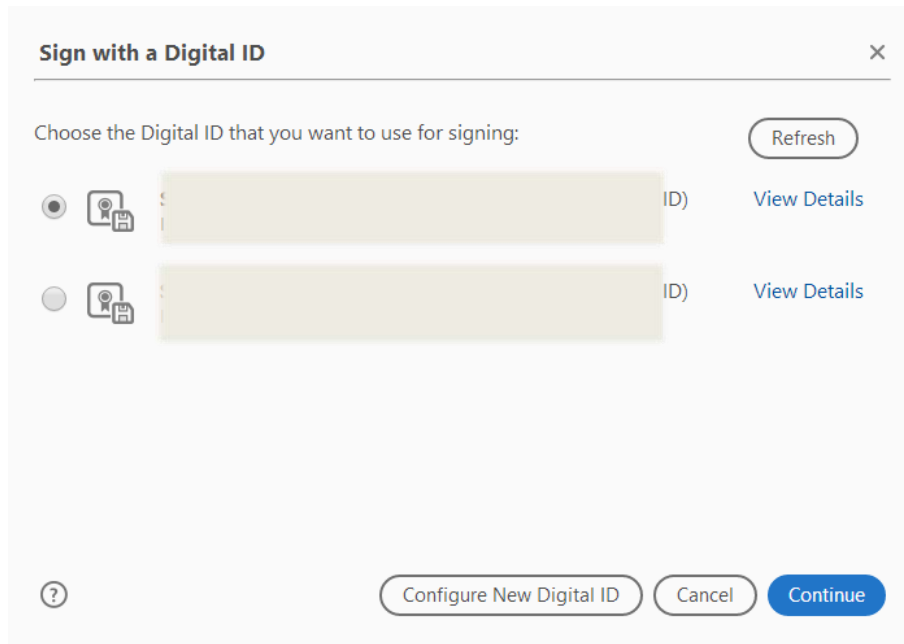 Sign with a Digital ID
Choose the Digital ID that you want to use for signing:
Refresh
ID)
View Details
ID)
View Details
?
Configure New Digital ID
Cancel
Continue